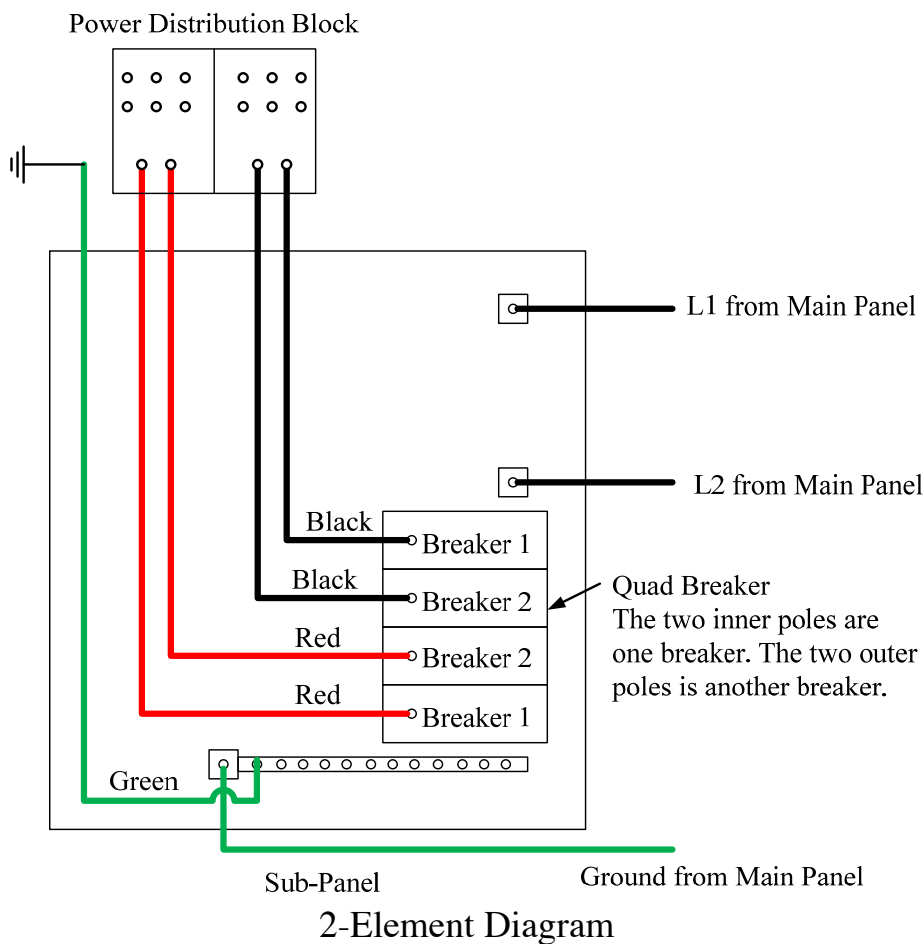 Power Distribution Block
L1 from Main Panel
L2 from Main Panel
Black
Breaker 1
Black
Breaker 2
Quad Breaker
The two inner poles are
one breaker. The two outer
poles is another breaker.
Red
Breaker 2
Red
Breaker 1
Green
Sub-Panel
Ground from Main Panel
2-Element Diagram